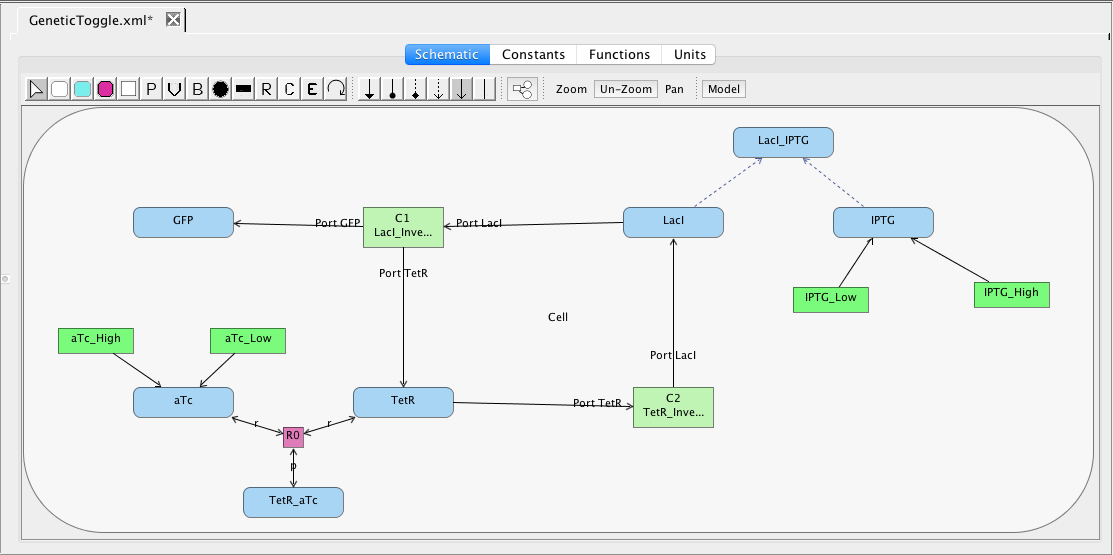 GeneticToggle.xml*
Schematic Constants Functions Units
P V B R C E Zoom Un-Zoom Pan Model
LacI_IPTG
GFP Port GFP C1 Port LacI LacI IPTG
LacI_Inve...
Port TetR
IPTG_Low IPTG_High
Cell
aTc_High aTc_Low
Port LacI
aTc TetR Port TetR C2
TetR_Inve...
r r
R0
p
TetR_aTc